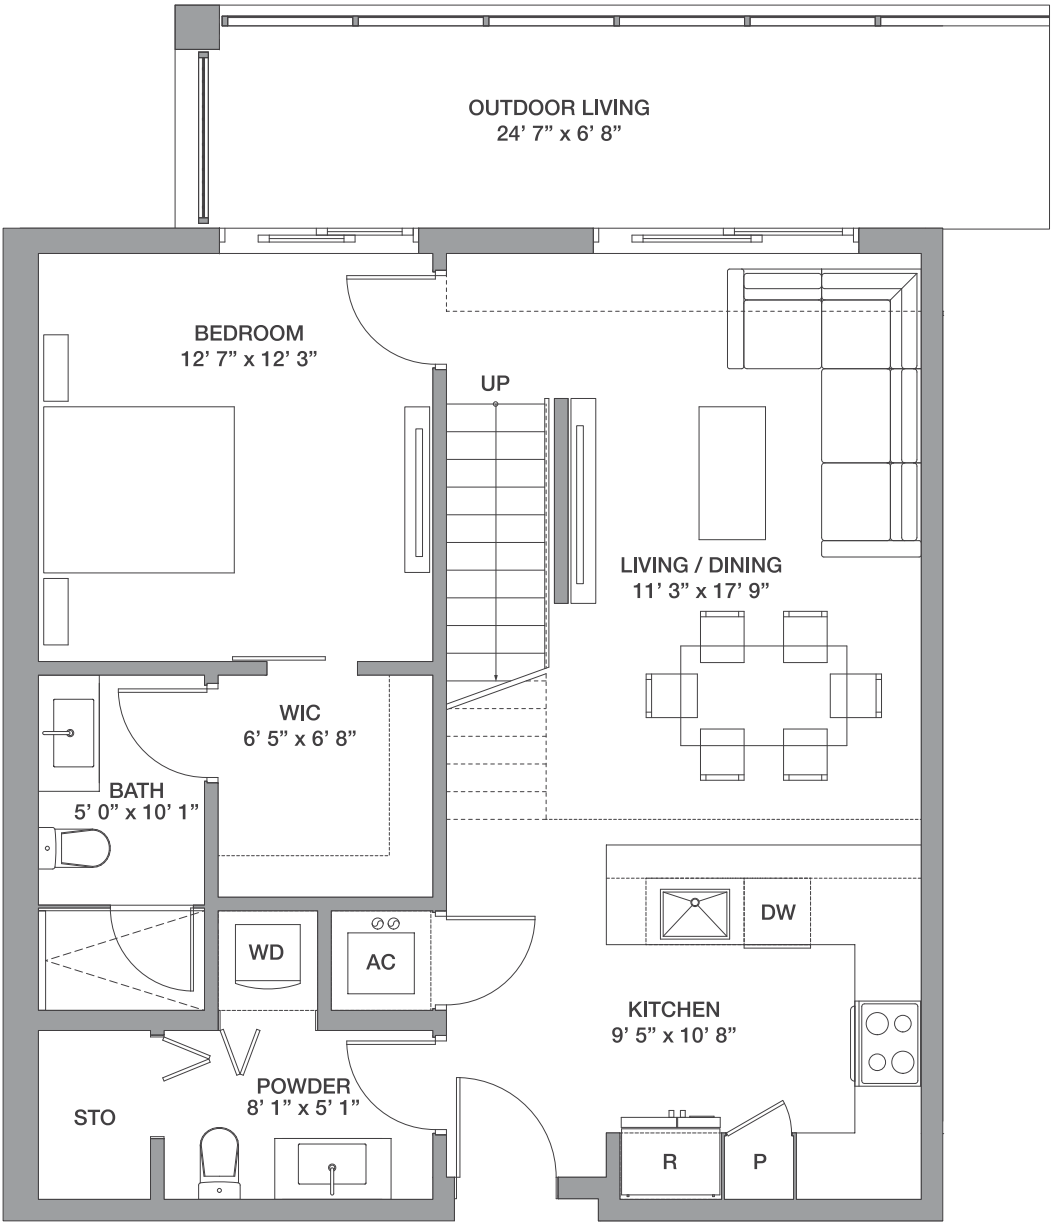 OUTDOOR LIVING
24’ 7” x 6’ 8”
BEDROOM
12’ 7” x 12’ 3”
UP
LIVING / DINING
11’ 3” x 17’ 9”
WIC
6’ 5” x 6’ 8”
BATH
5’ 0” x 10’ 1”
DW
WD
AC
KITCHEN
9’ 5” x 10’ 8”
POWDER
8’ 1” x 5’ 1”
STO
R
P